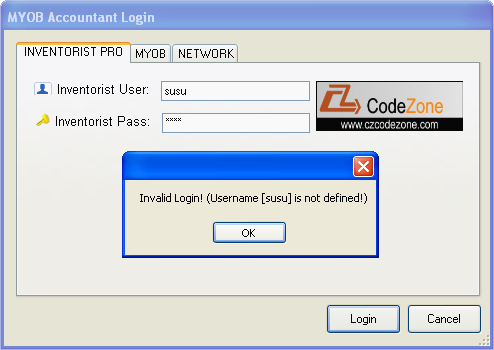 MYOB Accountant Login
INVENTORIST PRO MYOB NETWORK
Inventorist User: susu
Inventorist Pass: ****
CZ CodeZone
www.czcodezone.com
Invalid Login! (Username [susu] is not defined!)
OK
Login Cancel